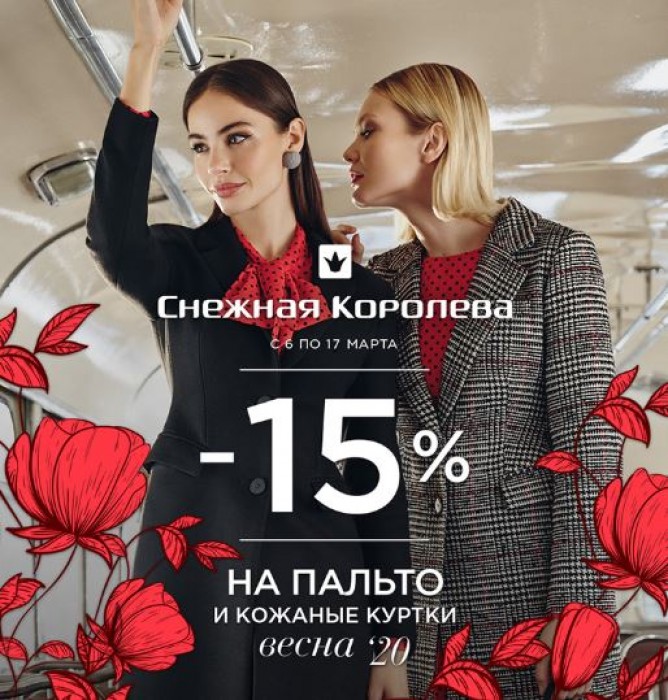 Снежная Королева
С 6 ПО 17 МАРТА
-15%
НА ПАЛЬТО
И КОЖАНЫЕ КУРТКИ
весна '20